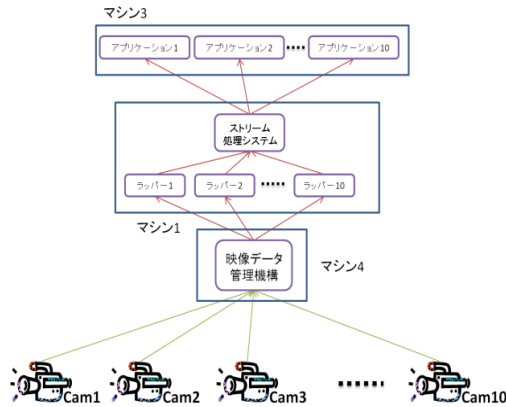 マシン3
アプリケーション1 アプリケーション2 アプリケーション10
ストリーム
処理システム
ラッパー1 ラッパー2 ラッパー10
マシン1
映像データ
管理機構
マシン4
Cam1 Cam2 Cam3 Cam10